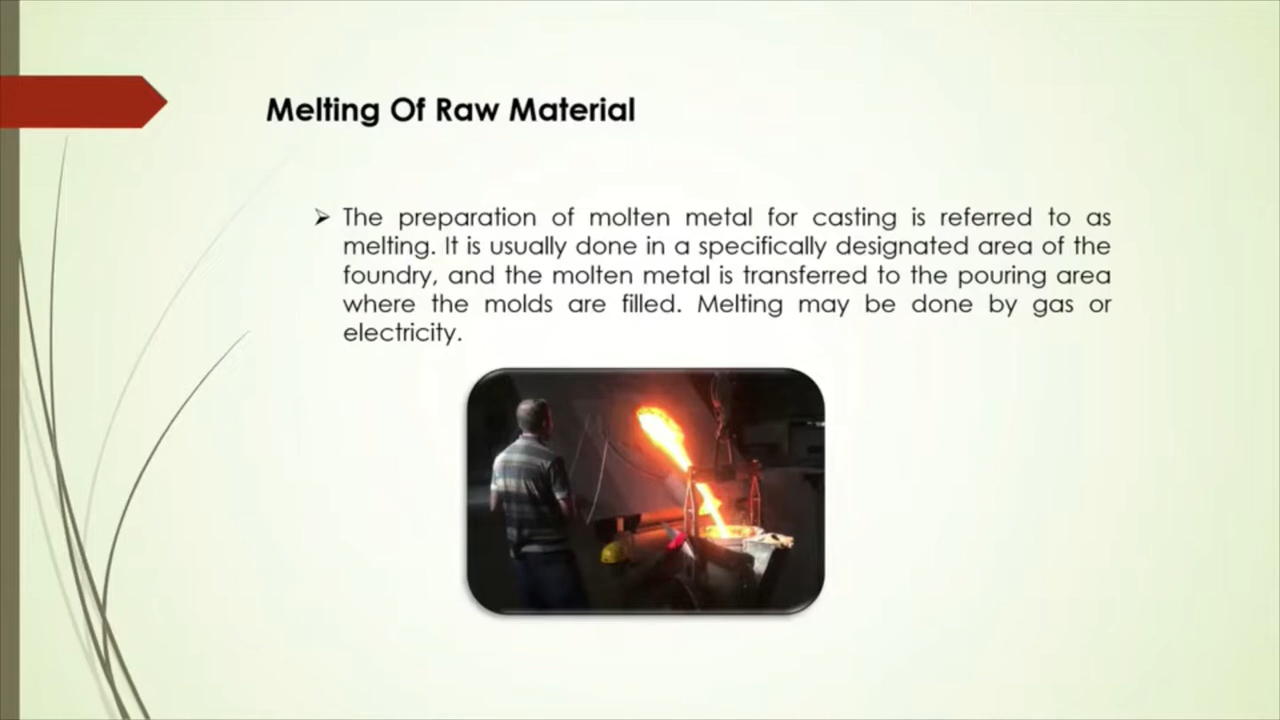 Melting Of Raw Material
➢ The preparation of molten metal for casting is referred to as
melting. It is usually done in a specifically designated area of the
foundry, and the molten metal is transferred to the pouring area
where the molds are filled. Melting may be done by gas or
electricity.